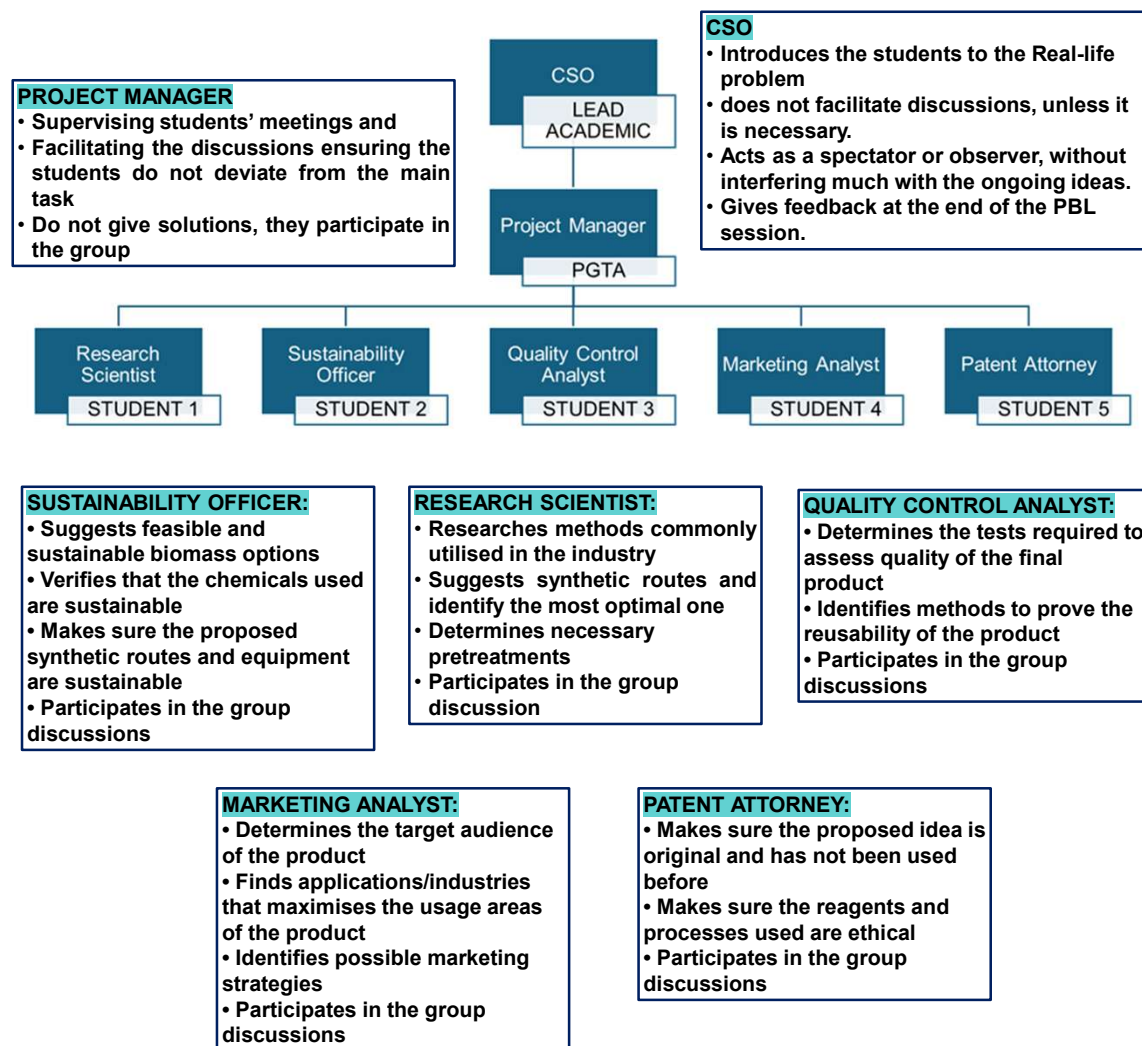 PROJECT MANAGER
• Supervising students’ meetings and
• Facilitating the discussions ensuring the
students do not deviate from the main
task
• Do not give solutions, they participate in
the group
CSO
LEAD
ACADEMIC
CSO
• Introduces the students to the Real-life
problem
• does not facilitate discussions, unless it
is necessary.
• Acts as a spectator or observer, without
interfering much with the ongoing ideas.
• Gives feedback at the end of the PBL
session.
Project Manager
PGTA
Research
Scientist
STUDENT 1
Sustainability
Officer
STUDENT 2
Quality Control
Analyst
STUDENT 3
Marketing Analyst
STUDENT 4
Patent Attorney
STUDENT 5
SUSTAINABILITY OFFICER:
• Suggests feasible and
sustainable biomass options
• Verifies that the chemicals used
are sustainable
• Makes sure the proposed
synthetic routes and equipment
are sustainable
• Participates in the group
discussions
RESEARCH SCIENTIST:
• Researches methods commonly
utilised in the industry
• Suggests synthetic routes and
identify the most optimal one
• Determines necessary
pretreatments
• Participates in the group
discussion
QUALITY CONTROL ANALYST:
• Determines the tests required to
assess quality of the final
product
• Identifies methods to prove the
reusability of the product
• Participates in the group
discussions
MARKETING ANALYST:
• Determines the target audience
of the product
• Finds applications/industries
that maximises the usage areas
of the product
• Identifies possible marketing
strategies
• Participates in the group
discussions
PATENT ATTORNEY:
• Makes sure the proposed idea is
original and has not been used
before
• Makes sure the reagents and
processes used are ethical
• Participates in the group
discussions